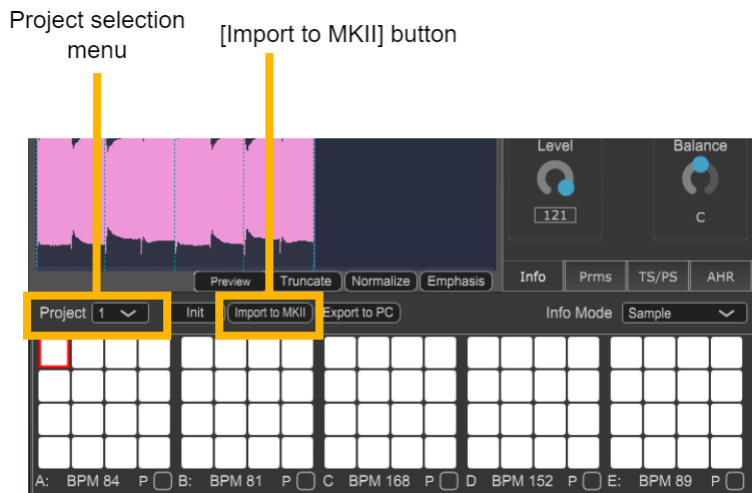 Project selection
menu
[Import to MKII] button
Level
Balance
121
C
Preview Truncate Normalize Emphasis
Info Prms TS/PS AHR
Project 1 Init Import to MKII Export to PC Info Mode Sample
A: BPM 84 P B: BPM 81 P C BPM 168 P D BPM 152 P E: BPM 89 P